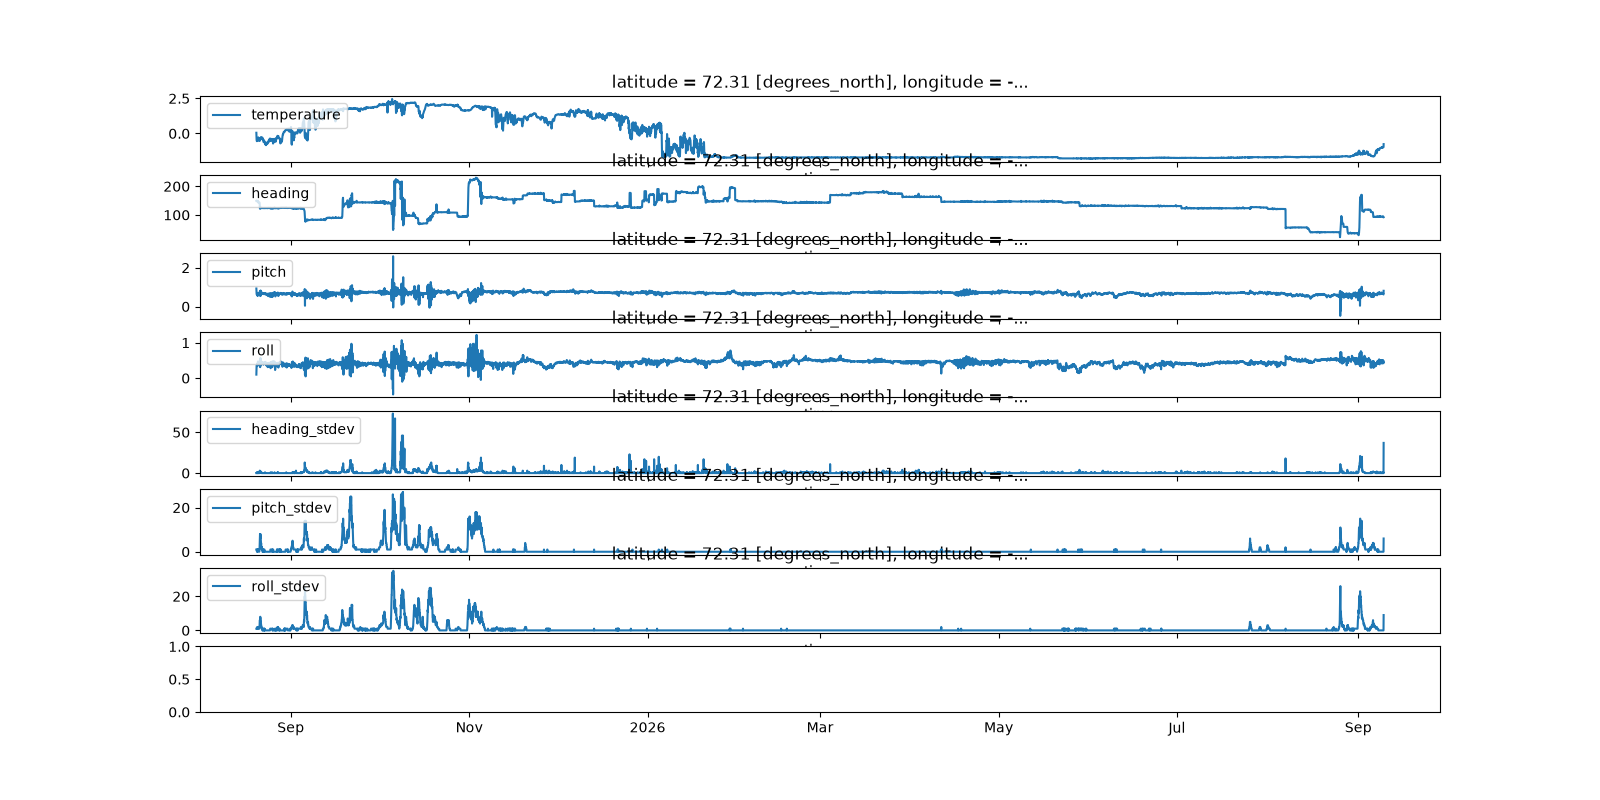 latitude = 72.31 [degrees_north], longitude = -...
2.5
0.0
temperature
latitude = 72.31 [degrees_north], longitude = -...
200
100
heading
latitude = 72.31 [degrees_north], longitude = -...
2
0
pitch
latitude = 72.31 [degrees_north], longitude = -...
1
0
roll
latitude = 72.31 [degrees_north], longitude = -...
50
0
heading_stdev
latitude = 72.31 [degrees_north], longitude = -...
20
0
pitch_stdev
latitude = 72.31 [degrees_north], longitude = -...
20
0
roll_stdev
1.0
0.5
0.0
Sep Nov 2026 Mar May Jul Sep